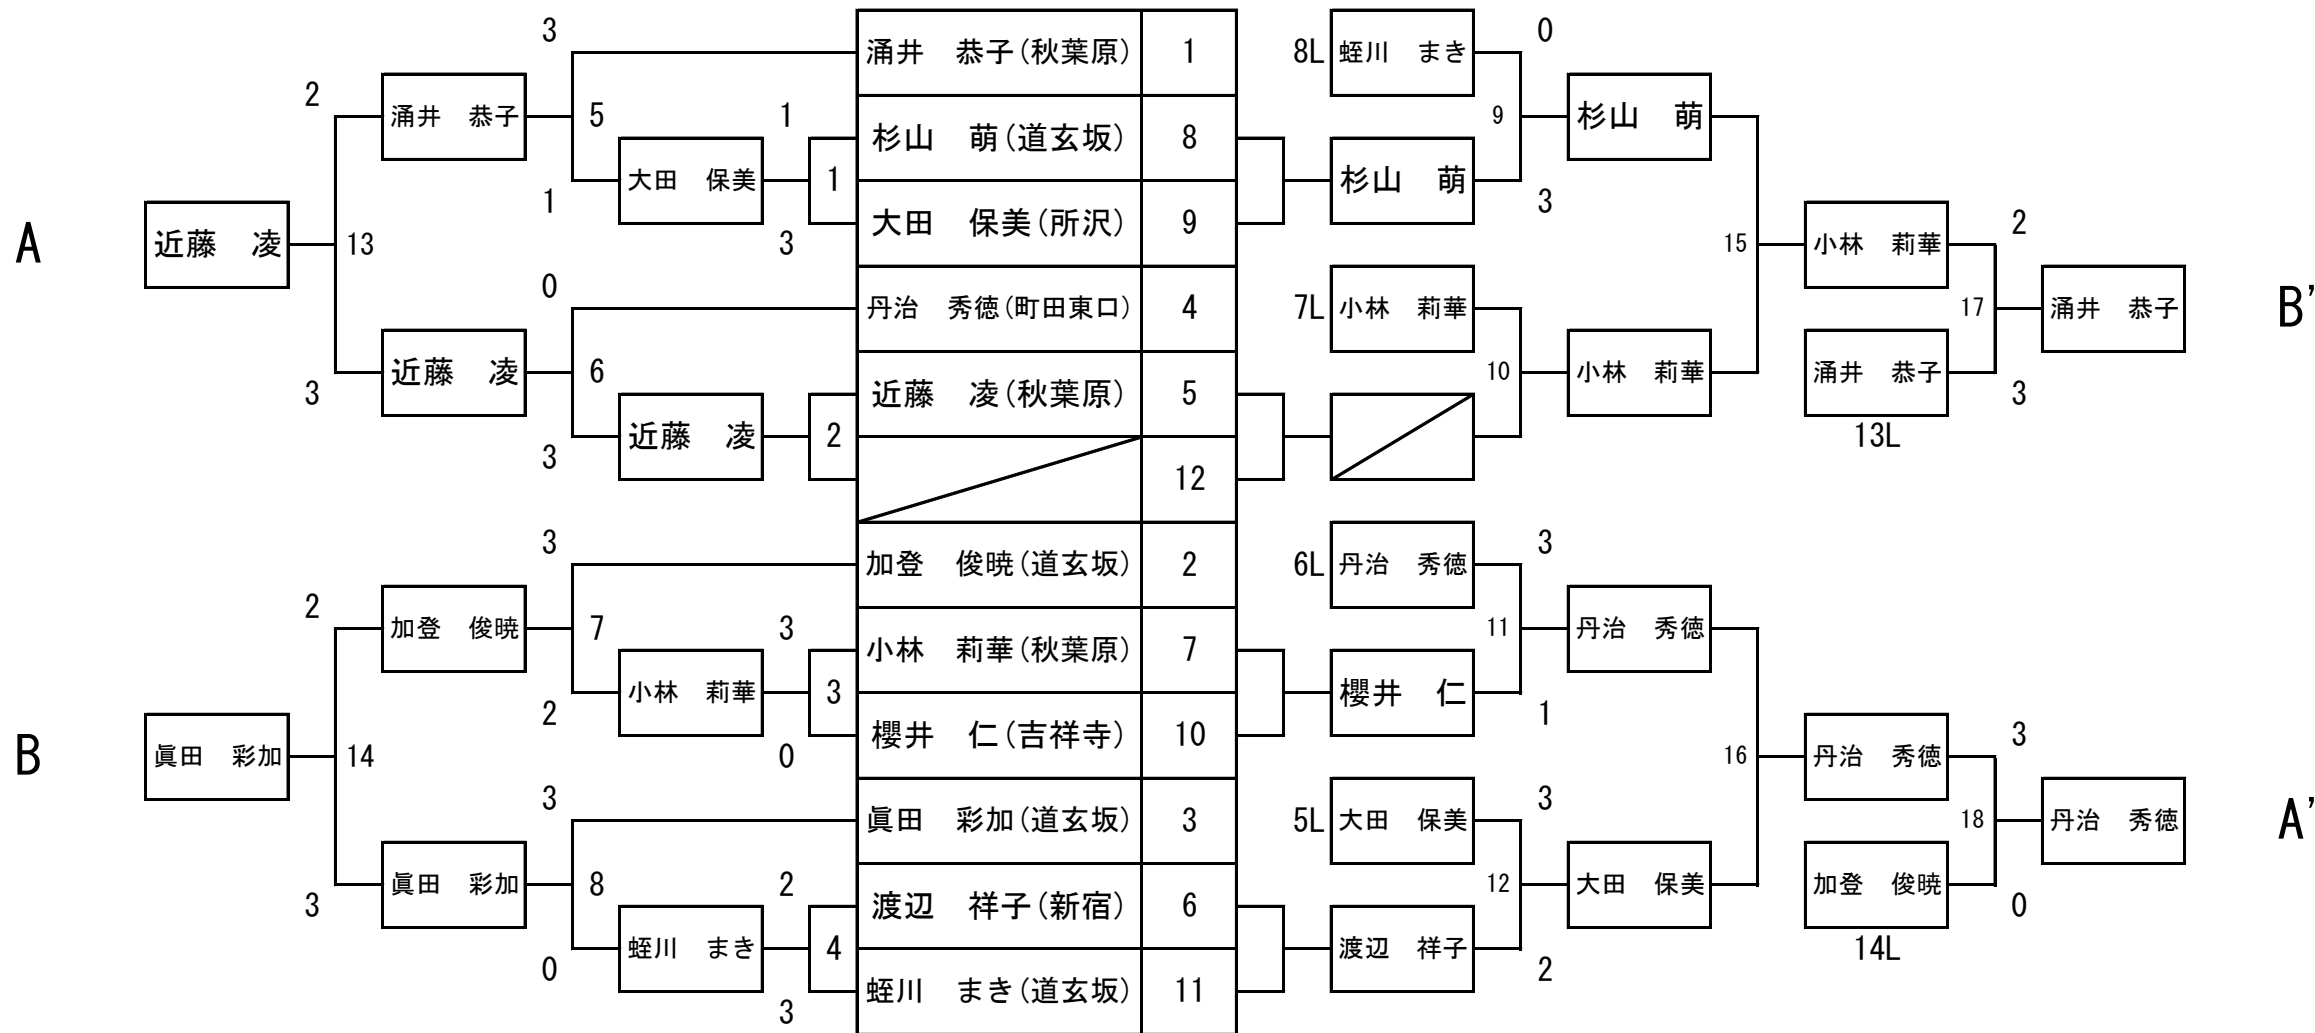 3
涌井　恭子(秋葉原)
1
8L
蛭川　まき
0
2
涌井　恭子
5
1
杉山　萌(道玄坂)
8
9
杉山　萌
1
大田　保美
1
杉山　萌
3
A
近藤　凌
13
3
大田　保美(所沢)
9
15
小林　莉華
2
0
丹治　秀徳(町田東口)
4
7L
小林　莉華
17
涌井　恭子
B'
3
近藤　凌
6
近藤　凌(秋葉原)
5
10
小林　莉華
涌井　恭子
3
3
近藤　凌
2
12
13L
3
加登　俊暁(道玄坂)
2
6L
丹治　秀徳
3
2
加登　俊暁
7
3
小林　莉華(秋葉原)
7
11
丹治　秀徳
2
小林　莉華
3
櫻井　仁
1
B
眞田　彩加
14
0
櫻井　仁(吉祥寺)
10
16
丹治　秀徳
3
3
眞田　彩加(道玄坂)
3
5L
大田　保美
3
18
丹治　秀徳
A'
3
眞田　彩加
8
2
渡辺　祥子(新宿)
6
12
大田　保美
加登　俊暁
0
0
蛭川　まき
4
渡辺　祥子
2
14L
3
蛭川　まき(道玄坂)
11